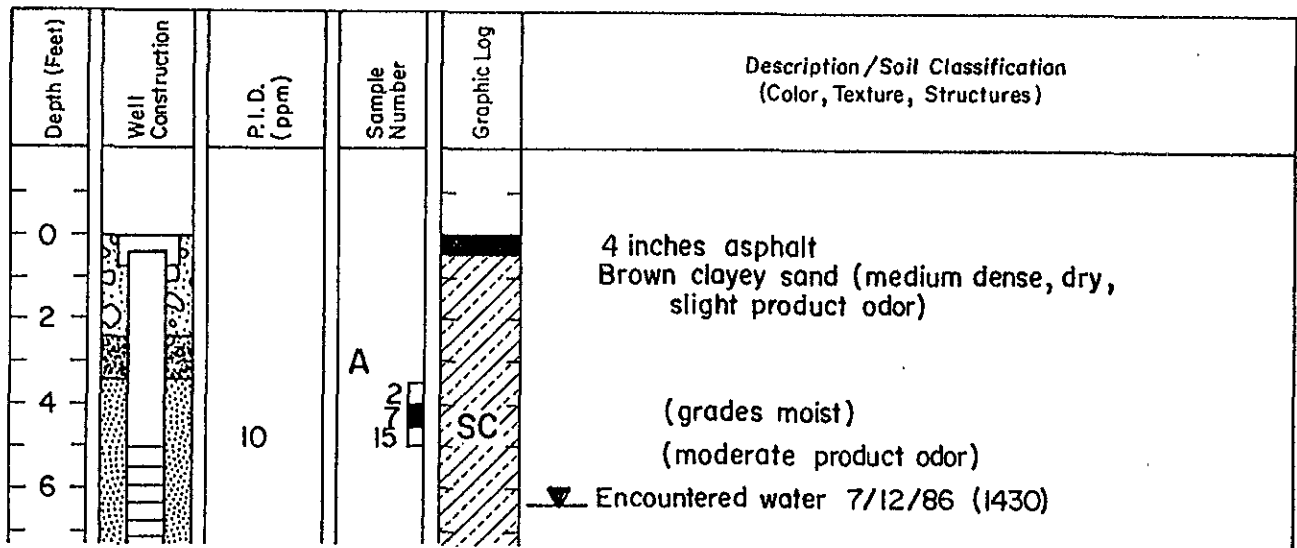 Depth (Feet)
Well
Construction
P.I.D.
(ppm)
Sample
Number
Graphic Log
Description/Soil Classification
(Color, Texture, Structures)
0
4 inches asphalt
Brown clayey sand (medium dense, dry,
slight product odor)
2
A
2
4
7
SC
(grades moist)
10
15
(moderate product odor)
6
Encountered water 7/12/86 (1430)